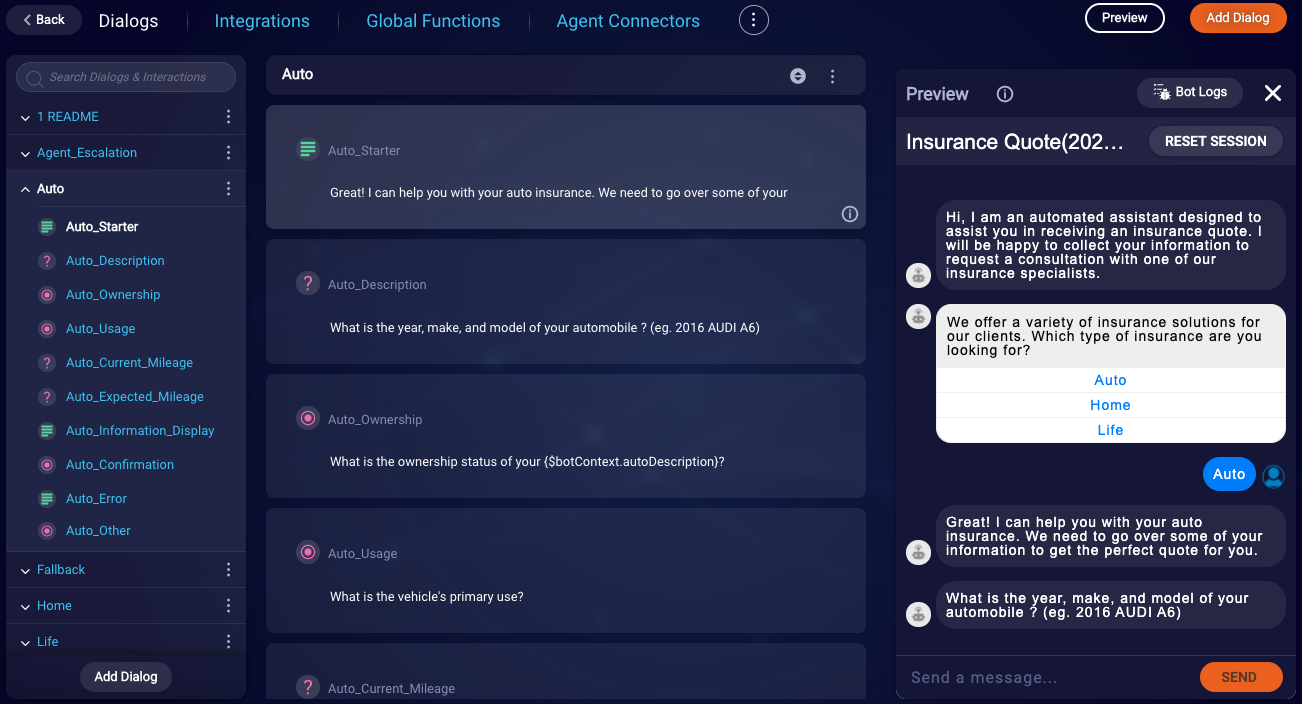 Back
Dialogs
Integrations
Global Functions
Agent Connectors
Preview
Add Dialog
Search Dialogs & Interactions
1 README
Agent_Escalation
Auto
Auto_Starter
Auto_Description
Auto_Ownership
Auto_Usage
Auto_Current_Mileage
Auto_Expected_Mileage
Auto_Information_Display
Auto_Confirmation
Auto_Error
Auto_Other
Fallback
Home
Life
Add Dialog
Auto
Auto_Starter
Great! I can help you with your auto insurance. We need to go over some of your
Auto_Description
What is the year, make, and model of your automobile ? (eg. 2016 AUDI A6)
Auto_Ownership
What is the ownership status of your {$botContext.autoDescription}?
Auto_Usage
What is the vehicle's primary use?
Auto_Current_Mileage
Preview
Bot Logs
Insurance Quote(202...
RESET SESSION
Hi, I am an automated assistant designed to
assist you in receiving an insurance quote. I
will be happy to collect your information to
request a consultation with one of our
insurance specialists.
We offer a variety of insurance solutions for
our clients. Which type of insurance are you
looking for?
Auto
Home
Life
Auto
Great! I can help you with your auto
insurance. We need to go over some of your
information to get the perfect quote for you.
What is the year, make, and model of your
automobile ? (eg. 2016 AUDI A6)
Send a message...
SEND